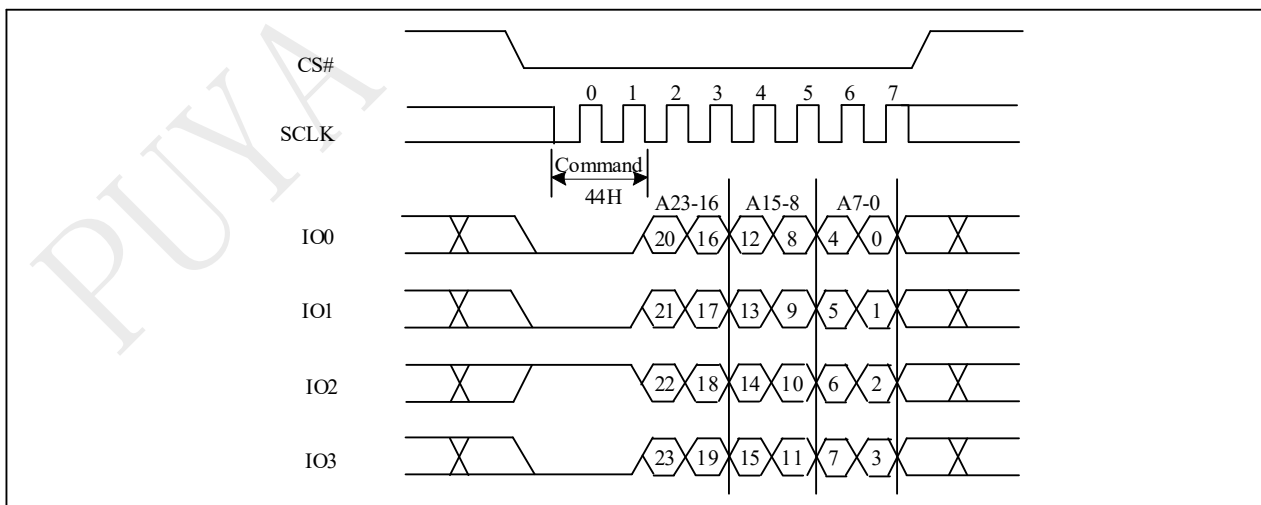 CS#
0 1 2 3 4 5 6 7
SCLK
Command
44H
A23-16 A15-8 A7-0
IO0 20 16 12 8 4 0
IO1 21 17 13 9 5 1
IO2 22 18 14 10 6 2
IO3 23 19 15 11 7 3
PUYA